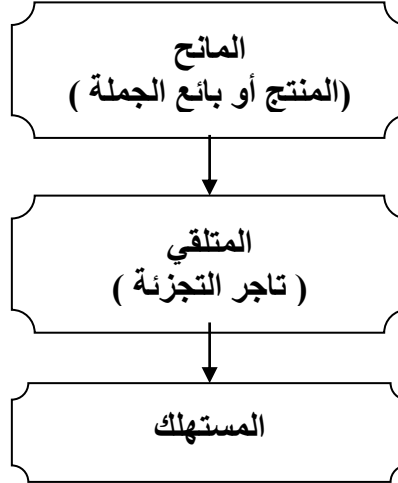 المانح
(المنتج أو بائع الجملة )
المتلقي
( تاجر التجزئة )
المستهلك